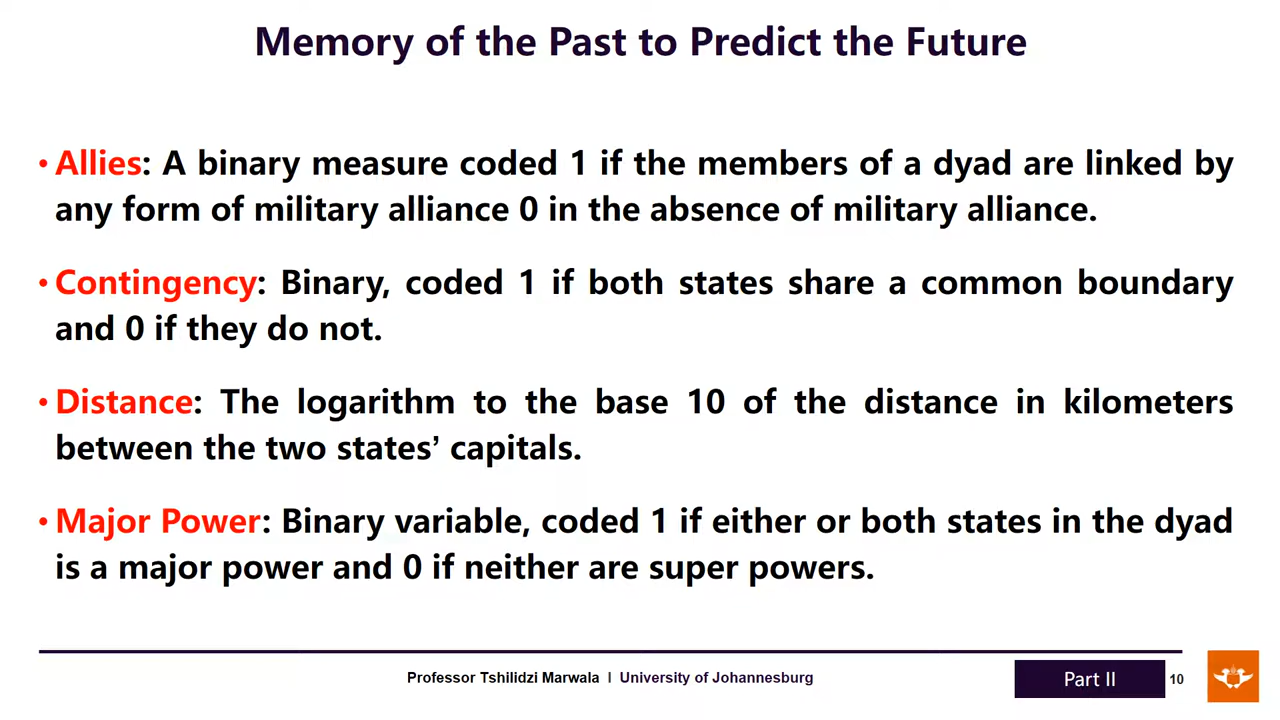 Memory of the Past to Predict the Future
• Allies: A binary measure coded 1 if the members of a dyad are linked by
any form of military alliance 0 in the absence of military alliance.
• Contingency: Binary, coded 1 if both states share a common boundary
and 0 if they do not.
• Distance: The logarithm to the base 10 of the distance in kilometers
between the two states’ capitals.
• Major Power: Binary variable, coded 1 if either or both states in the dyad
is a major power and 0 if neither are super powers.
Professor Tshilidzi Marwala | University of Johannesburg
Part II
10